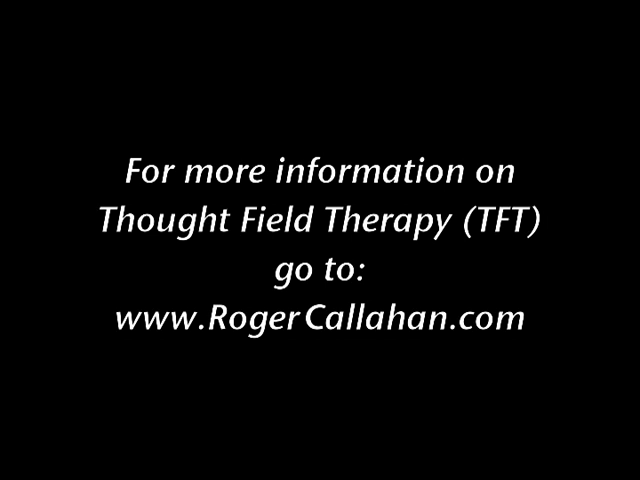 For more information on
Thought Field Therapy (TFT)
go to:
www.RogerCallahan.com